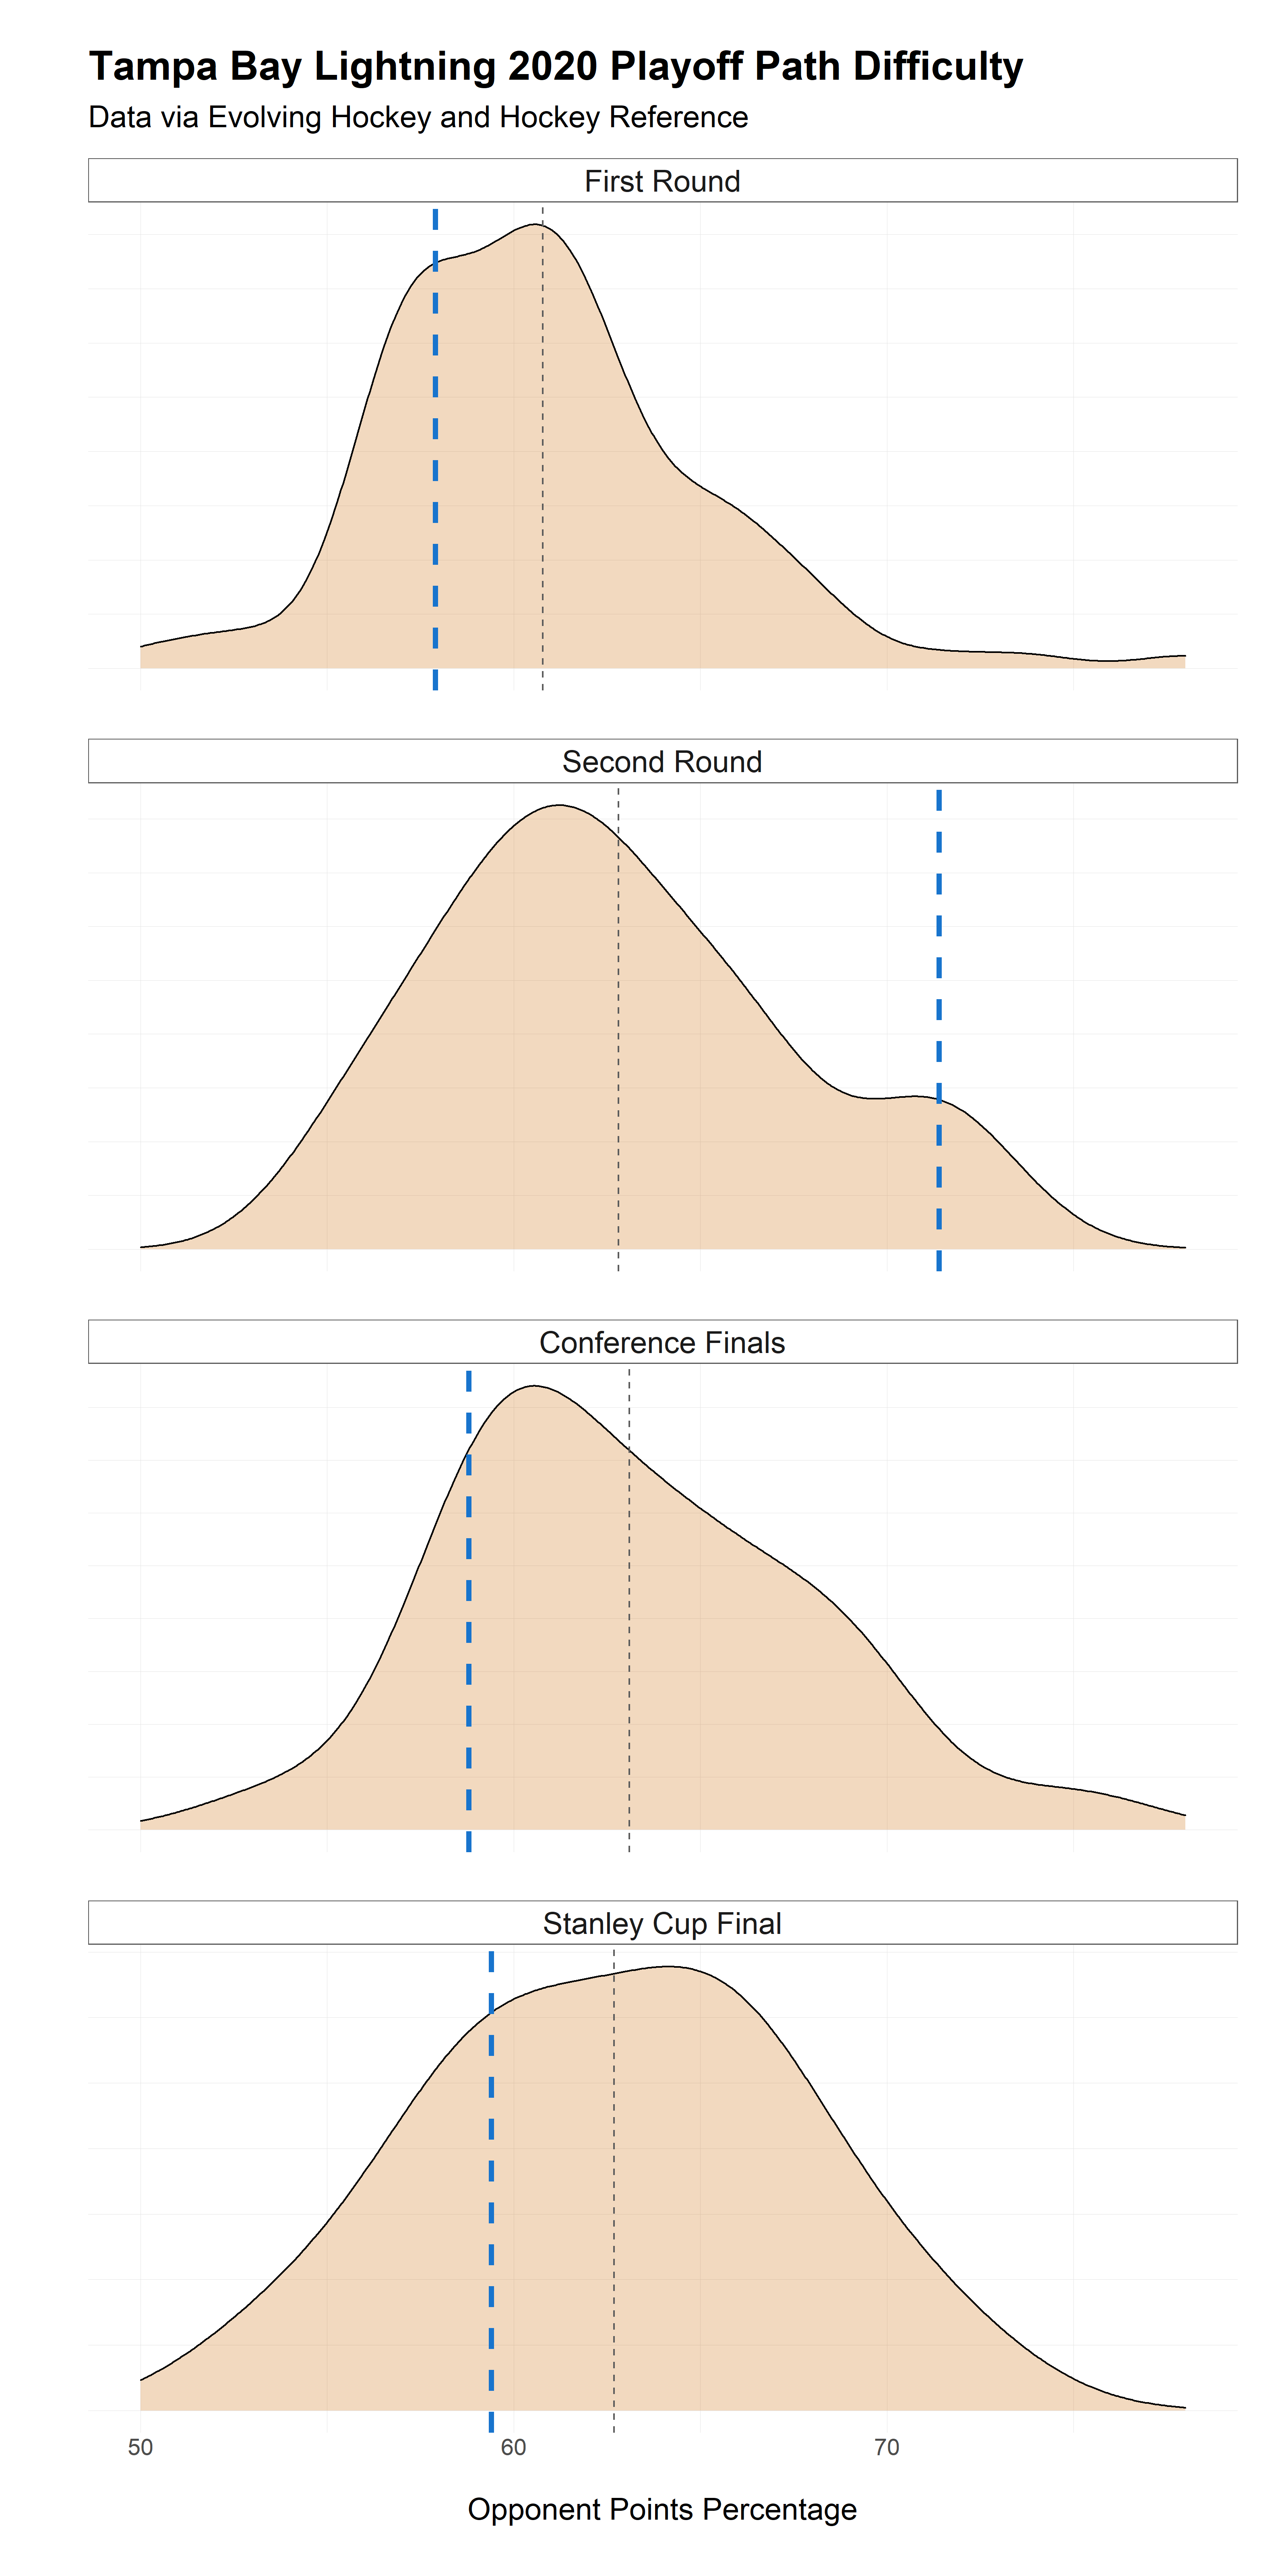 Tampa Bay Lightning 2020 Playoff Path Difficulty
Data via Evolving Hockey and Hockey Reference
First Round
Second Round
Conference Finals
Stanley Cup Final
50 60 70
Opponent Points Percentage